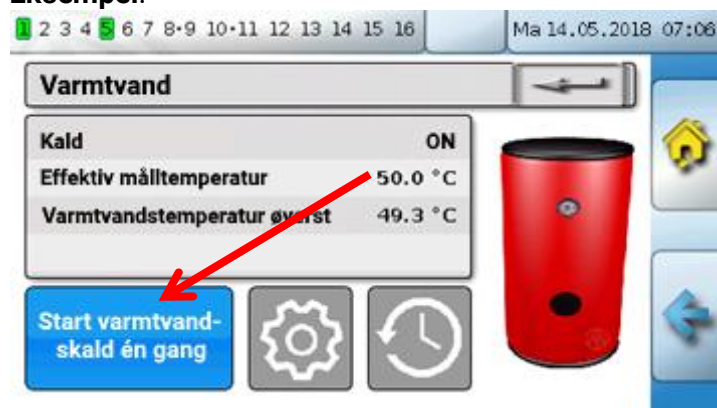 Eksempel:
1 2 3 4 5 6 7 8-9 10-11 12 13 14 15 16 Ma 14.05.2018 07:06
Varmtvand
Kald ON
Effektiv målltemperatur 50.0 °C
Varmtvandstemperatur øverst 49.3 °C
Start varmtvand-
skald én gang